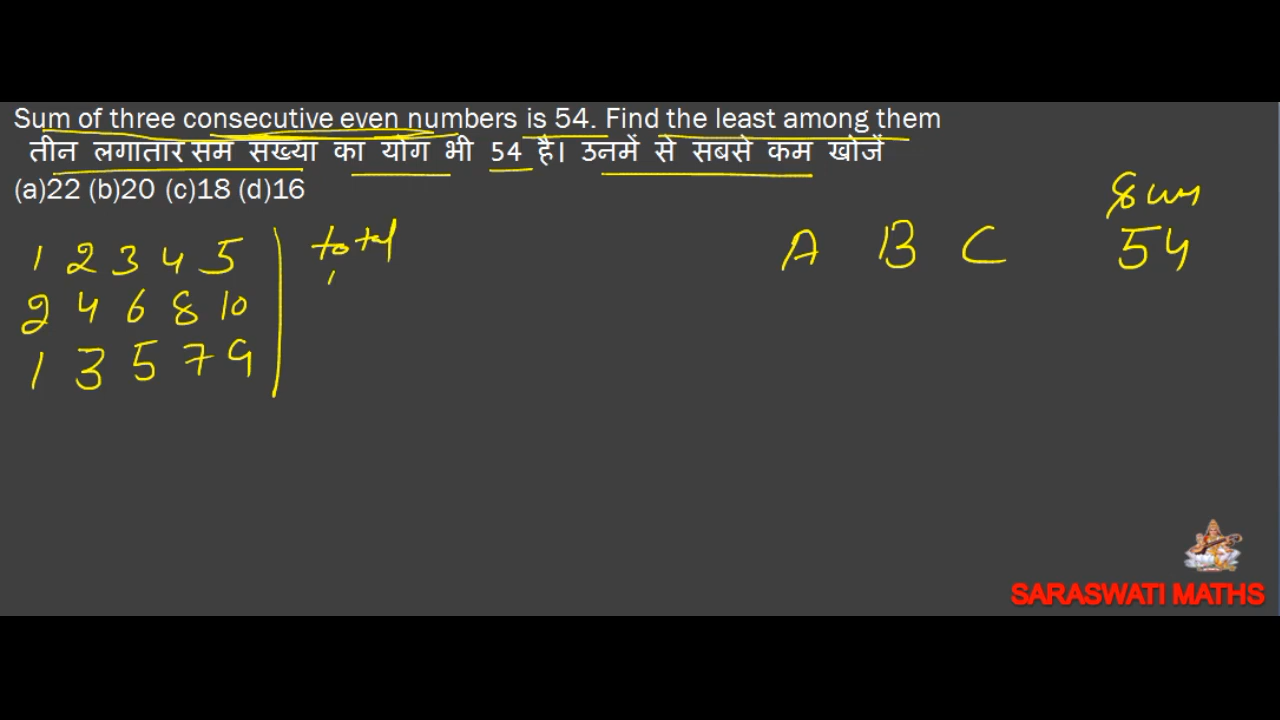 Sum of three consecutive even numbers is 54. Find the least among them
तीन लगातार सम संख्या का योग भी 54 है। उनमें से सबसे कम खोजें
(a)22 (b)20 (c)18 (d)16
Sum
1 2 3 4 5 total
A B C 54
2 4 6 8 10
1 3 5 7 9
SARASWATI MATHS